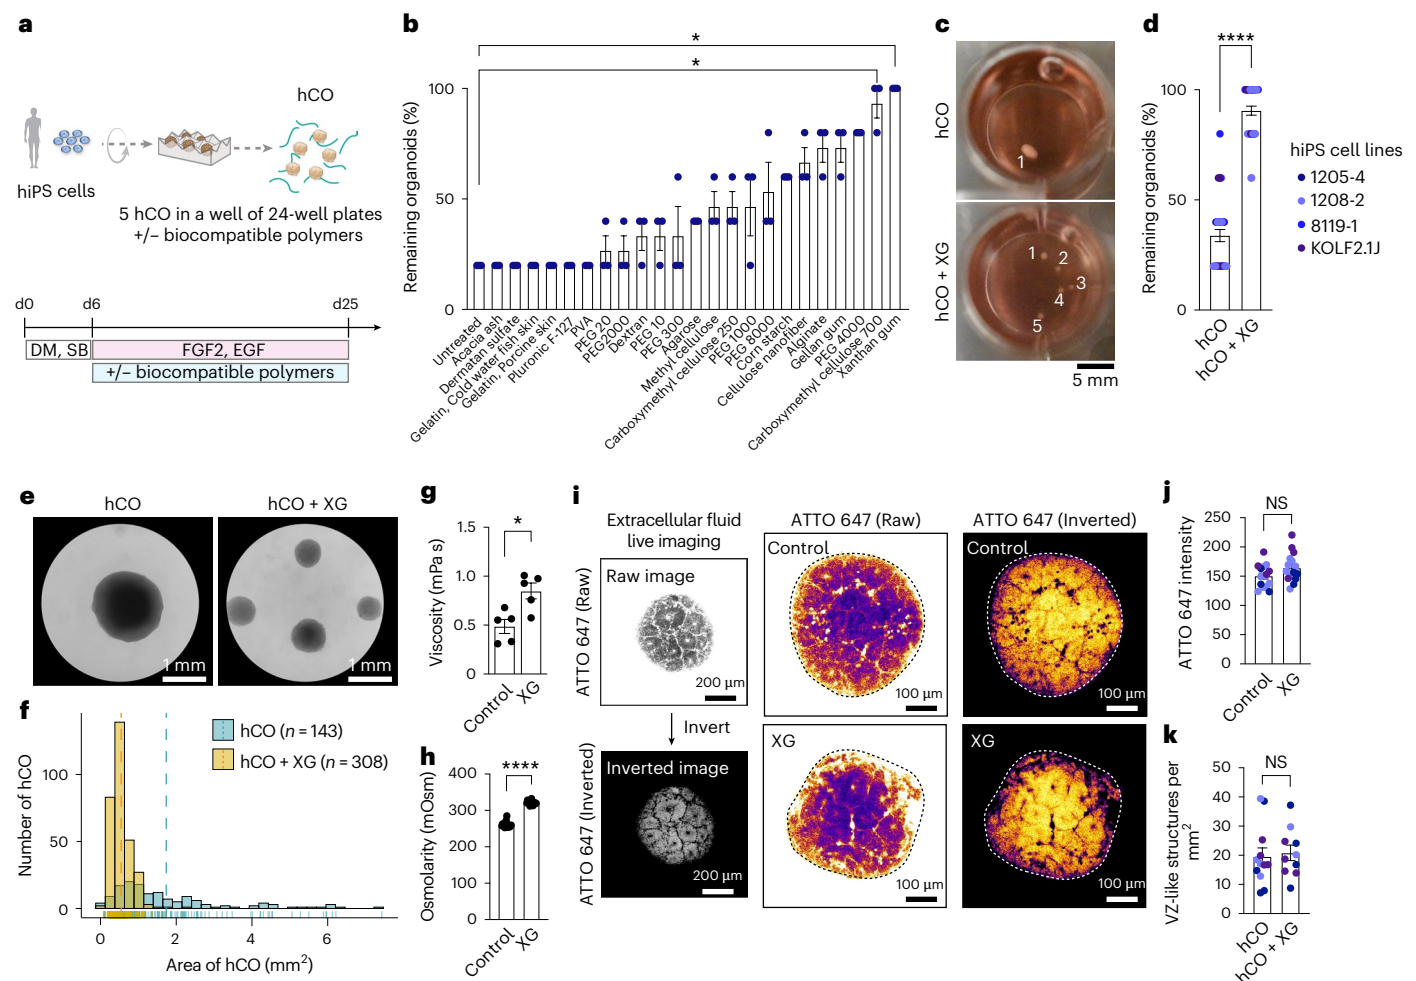 a
hiPS cells
hCO
5 hCO in a well of 24-well plates
+/− biocompatible polymers
d0
d6
d25
DM, SB
FGF2, EGF
+/− biocompatible polymers
b
Remaining organoids (%)
100
50
0
*
*
Untreated
Acacia ash
Dermatan sulfate
Gelatin, Cold water fish skin
Gelatin, Porcine skin
Pluronic F-127
PVA
PEG 20
PEG2000
Dextran
PEG 10
PEG 300
Agarose
Methyl cellulose
Carboxymethyl cellulose 250
PEG 1000
PEG 8000
Corn starch
Cellulose nanofiber
Alginate
Gellan gum
PEG 4000
Carboxymethyl cellulose 700
Xanthan gum
c
hCO
1
hCO + XG
1
2
3
4
5
5 mm
d
****
Remaining organoids (%)
100
50
0
hCO
hCO + XG
hiPS cell lines
1205-4
1208-2
8119-1
KOLF2.1J
e
hCO
hCO + XG
1 mm
1 mm
f
Number of hCO
100
50
0
hCO (n = 143)
hCO + XG (n = 308)
0
2
4
6
Area of hCO (mm2)
g
*
Viscosity (mPa s)
1.5
1.0
0.5
0
Control
XG
h
****
Osmolarity (mOsm)
400
300
200
100
0
Control
XG
i
Extracellular fluid
live imaging
ATTO 647 (Raw)
Raw image
200 µm
Invert
ATTO 647 (Inverted)
Inverted image
200 µm
ATTO 647 (Raw)
Control
100 µm
XG
100 µm
ATTO 647 (Inverted)
Control
100 µm
XG
100 µm
j
NS
ATTO 647 intensity
250
200
150
100
50
0
Control
XG
k
NS
VZ-like structures per
mm2
50
40
30
20
10
0
hCO
hCO + XG